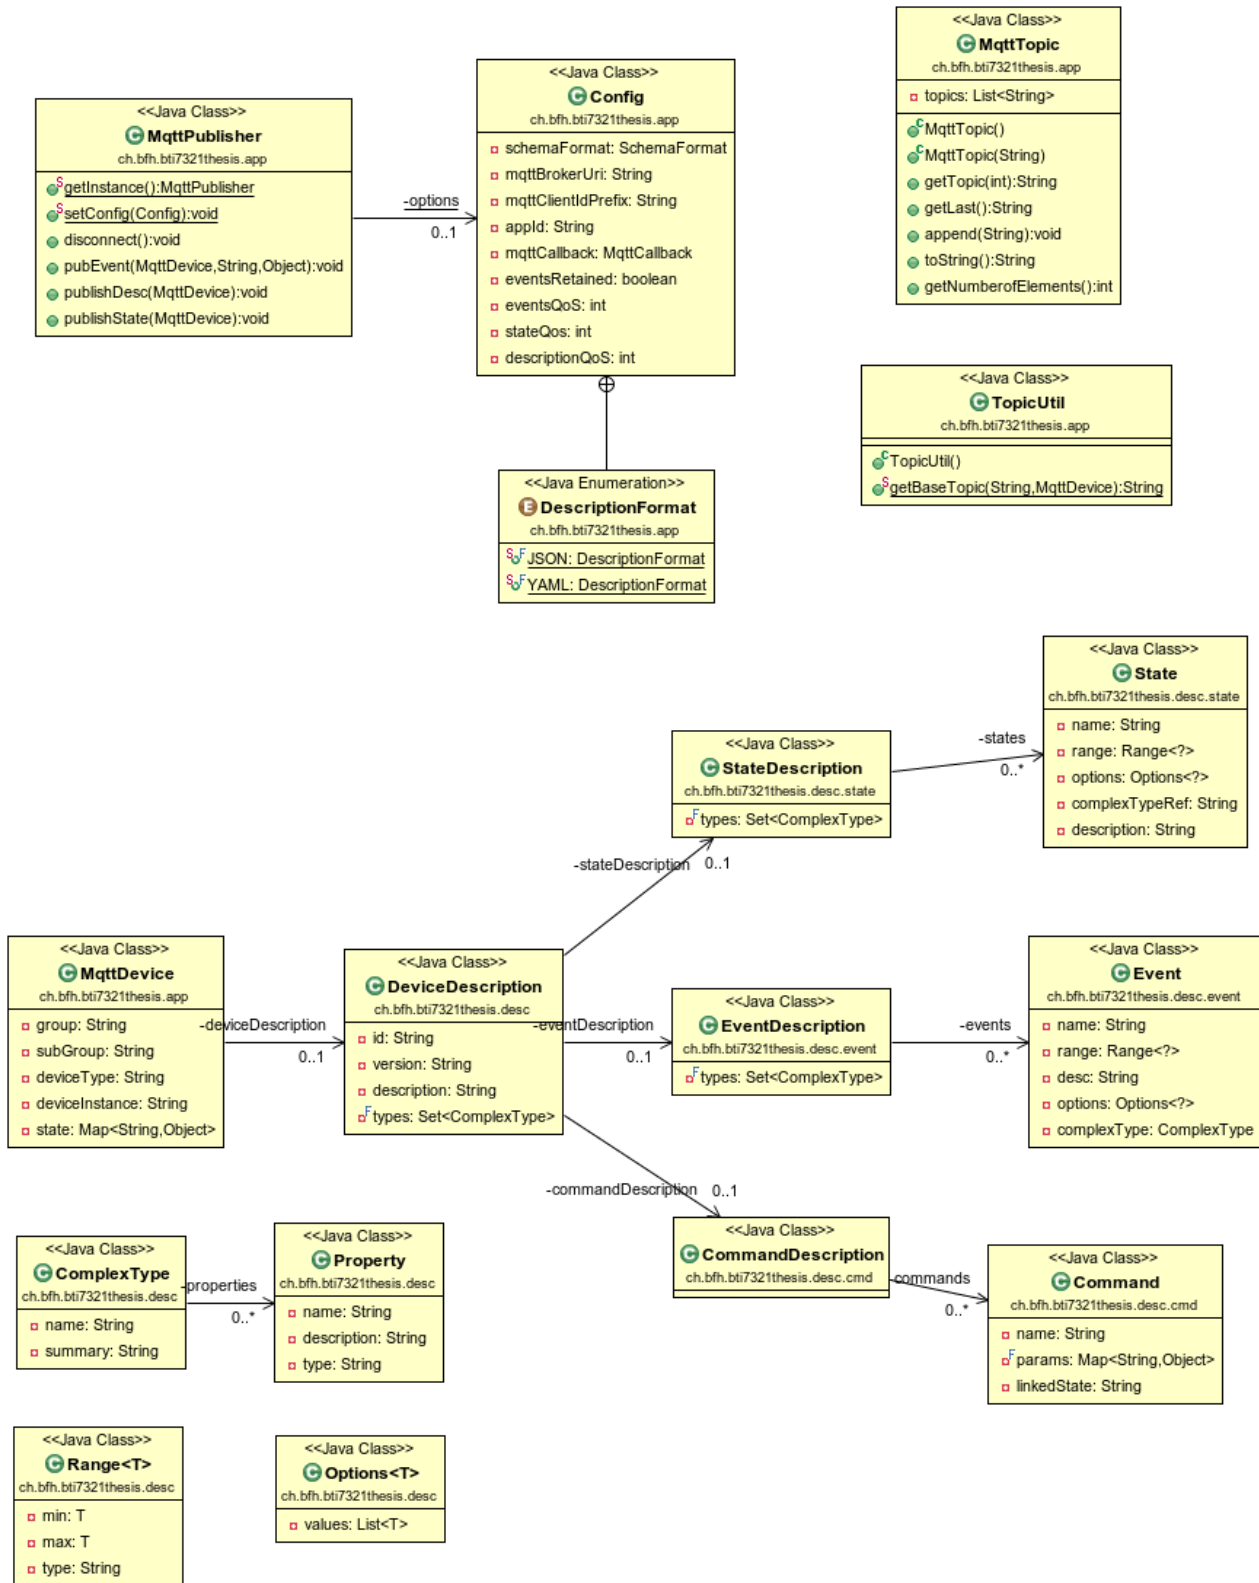 <<Java Class>>
MqttPublisher
ch.bfh.bti7321thesis.app
getInstance():MqttPublisher
setConfig(Config):void
disconnect():void
pubEvent(MqttDevice,String,Object):void
publishDesc(MqttDevice):void
publishState(MqttDevice):void
-options
0..1
<<Java Class>>
Config
ch.bfh.bti7321thesis.app
schemaFormat: SchemaFormat
mqttBrokerUri: String
mqttClientIdPrefix: String
appId: String
mqttCallback: MqttCallback
eventsRetained: boolean
eventsQoS: int
stateQos: int
descriptionQoS: int
<<Java Class>>
MqttTopic
ch.bfh.bti7321thesis.app
topics: List<String>
MqttTopic()
MqttTopic(String)
getTopic(int):String
getLast():String
append(String):void
toString():String
getNumberofElements():int
<<Java Class>>
TopicUtil
ch.bfh.bti7321thesis.app
TopicUtil()
getBaseTopic(String,MqttDevice):String
<<Java Enumeration>>
DescriptionFormat
ch.bfh.bti7321thesis.app
JSON: DescriptionFormat
YAML: DescriptionFormat
<<Java Class>>
State
ch.bfh.bti7321thesis.desc.state
name: String
range: Range<?>
options: Options<?>
complexTypeRef: String
description: String
<<Java Class>>
StateDescription
ch.bfh.bti7321thesis.desc.state
types: Set<ComplexType>
-states
0..*
-stateDescription
0..1
<<Java Class>>
MqttDevice
ch.bfh.bti7321thesis.app
group: String
subGroup: String
deviceType: String
deviceInstance: String
state: Map<String,Object>
-deviceDescription
0..1
<<Java Class>>
DeviceDescription
ch.bfh.bti7321thesis.desc
id: String
version: String
description: String
types: Set<ComplexType>
-eventDescription
0..1
<<Java Class>>
EventDescription
ch.bfh.bti7321thesis.desc.event
types: Set<ComplexType>
-events
0..*
<<Java Class>>
Event
ch.bfh.bti7321thesis.desc.event
name: String
range: Range<?>
desc: String
options: Options<?>
complexType: ComplexType
-commandDescription
0..1
<<Java Class>>
CommandDescription
ch.bfh.bti7321thesis.desc.cmd
-commands
0..*
<<Java Class>>
Command
ch.bfh.bti7321thesis.desc.cmd
name: String
params: Map<String,Object>
linkedState: String
<<Java Class>>
ComplexType
ch.bfh.bti7321thesis.desc
name: String
summary: String
-properties
0..*
<<Java Class>>
Property
ch.bfh.bti7321thesis.desc
name: String
description: String
type: String
<<Java Class>>
Range<T>
ch.bfh.bti7321thesis.desc
min: T
max: T
type: String
<<Java Class>>
Options<T>
ch.bfh.bti7321thesis.desc
values: List<T>